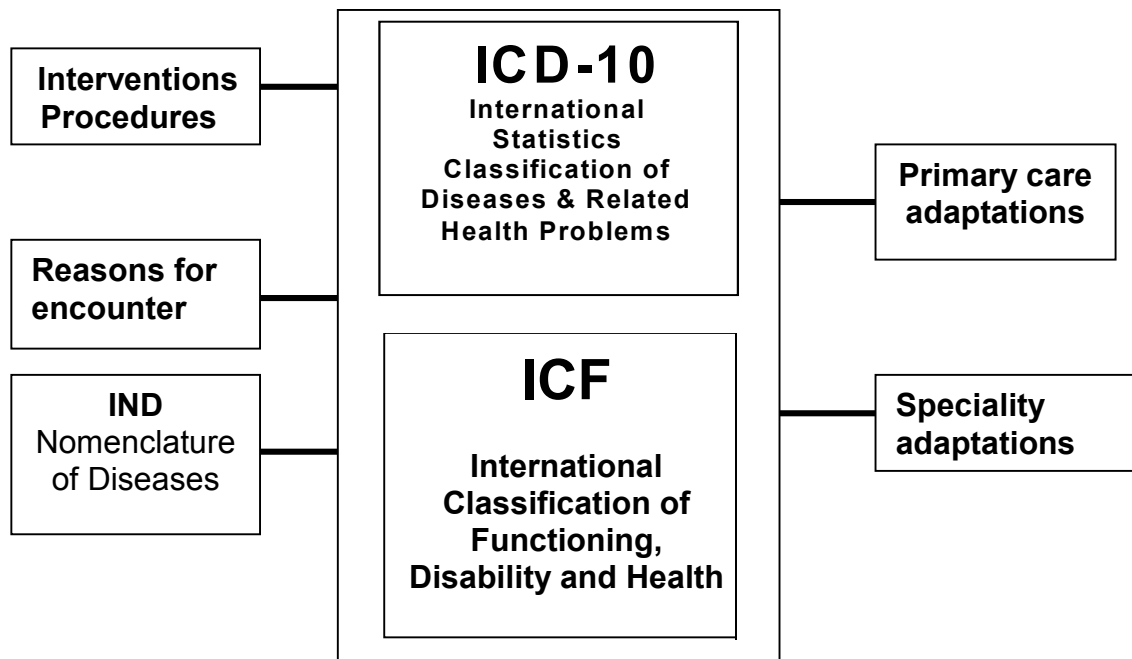 Interventions
Procedures
Reasons for
encounter
IND
Nomenclature
of Diseases
ICD-10
International
Statistics
Classification of
Diseases & Related
Health Problems
ICF
International
Classification of
Functioning,
Disability and Health
Primary care
adaptations
Speciality
adaptations